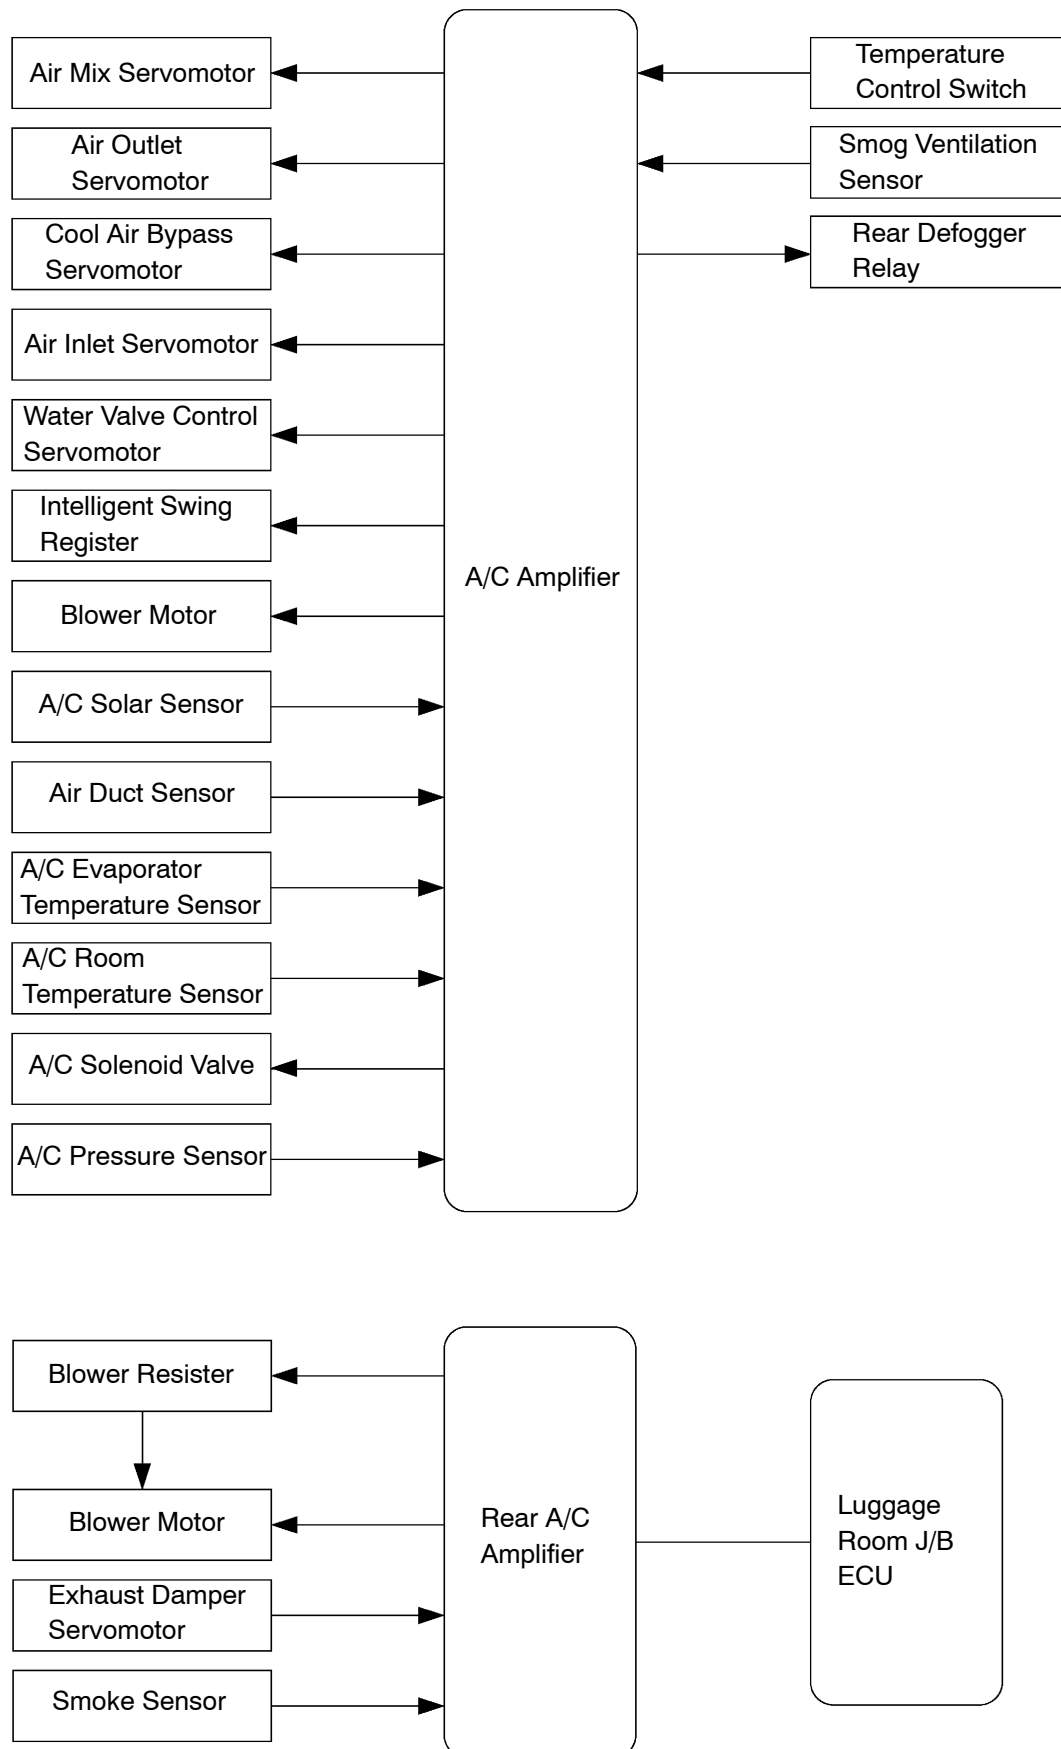 Air Mix Servomotor
Air Outlet
Servomotor
Cool Air Bypass
Servomotor
Air Inlet Servomotor
Water Valve Control
Servomotor
Intelligent Swing
Register
Blower Motor
A/C Solar Sensor
Air Duct Sensor
A/C Evaporator
Temperature Sensor
A/C Room
Temperature Sensor
A/C Solenoid Valve
A/C Pressure Sensor
A/C Amplifier
Temperature
Control Switch
Smog Ventilation
Sensor
Rear Defogger
Relay
Blower Resister
Blower Motor
Exhaust Damper
Servomotor
Smoke Sensor
Rear A/C
Amplifier
Luggage
Room J/B
ECU